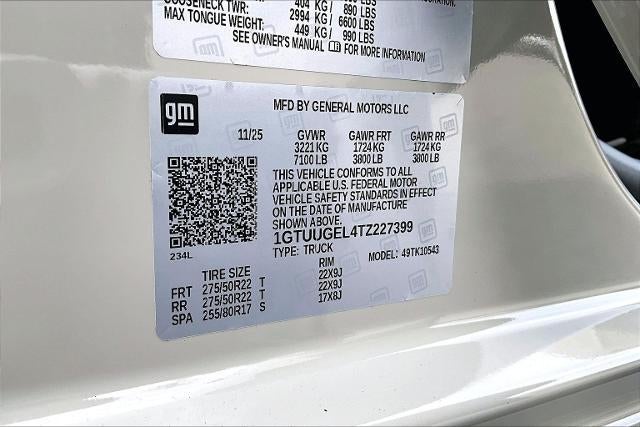 GOOSENECK TWR: 404 KG / 890 LBS
2994 KG / 6600 LBS
MAX TONGUE WEIGHT: 449 KG / 990 LBS
SEE OWNER'S MANUAL FOR MORE INFORMATION
gm
gm
MFD BY GENERAL MOTORS LLC
11/25 GVWR GAWR FRT GAWR RR
3221 KG 1724 KG 1724 KG
7100 LB 3800 LB 3800 LB
THIS VEHICLE CONFORMS TO ALL
APPLICABLE U.S. FEDERAL MOTOR
VEHICLE SAFETY STANDARDS IN EFFECT
ON THE DATE OF MANUFACTURE
SHOWN ABOVE.
1GTUUGEL4TZ227399
TYPE: TRUCK MODEL: 49TK10543
234L
TIRE SIZE RIM
FRT 275/50R22 T 22X9J
RR 275/50R22 T 22X9J
SPA 255/80R17 S 17X8J